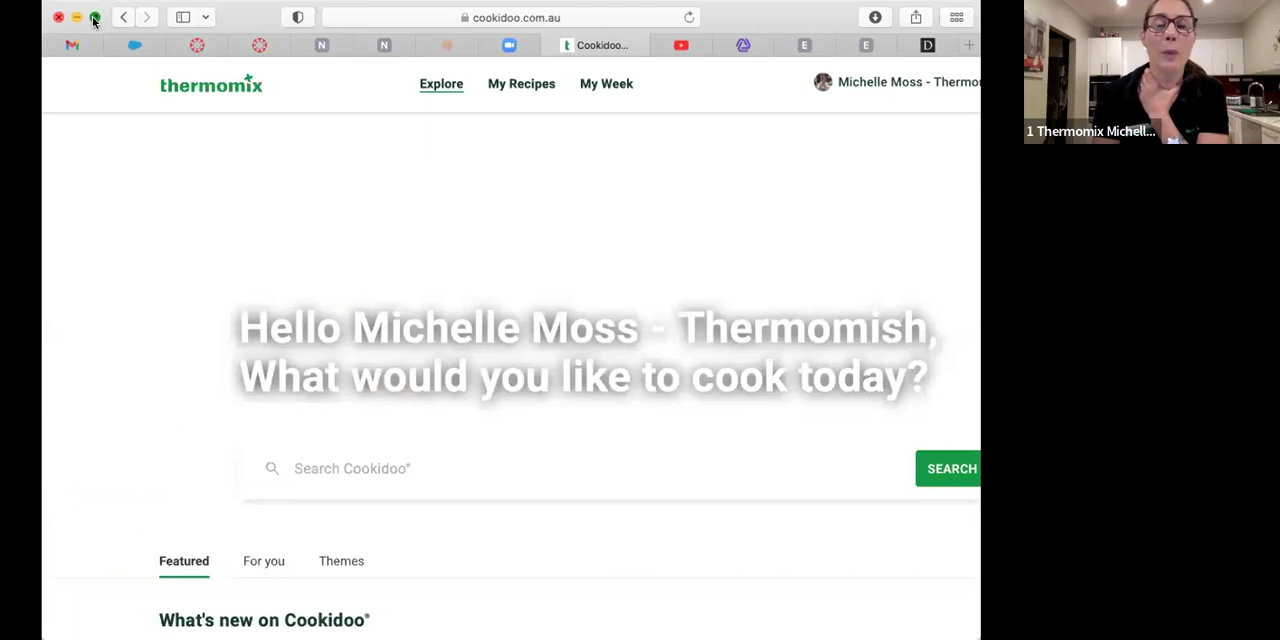 cookidoo.com.au
N
N
t Cookidoo...
E
E
D
thermomix
Explore
My Recipes
My Week
Michelle Moss - Thermo
1 Thermomix Michell...
Hello Michelle Moss - Thermomish,
What would you like to cook today?
Search Cookidoo®
SEARCH
Featured
For you
Themes
What's new on Cookidoo®